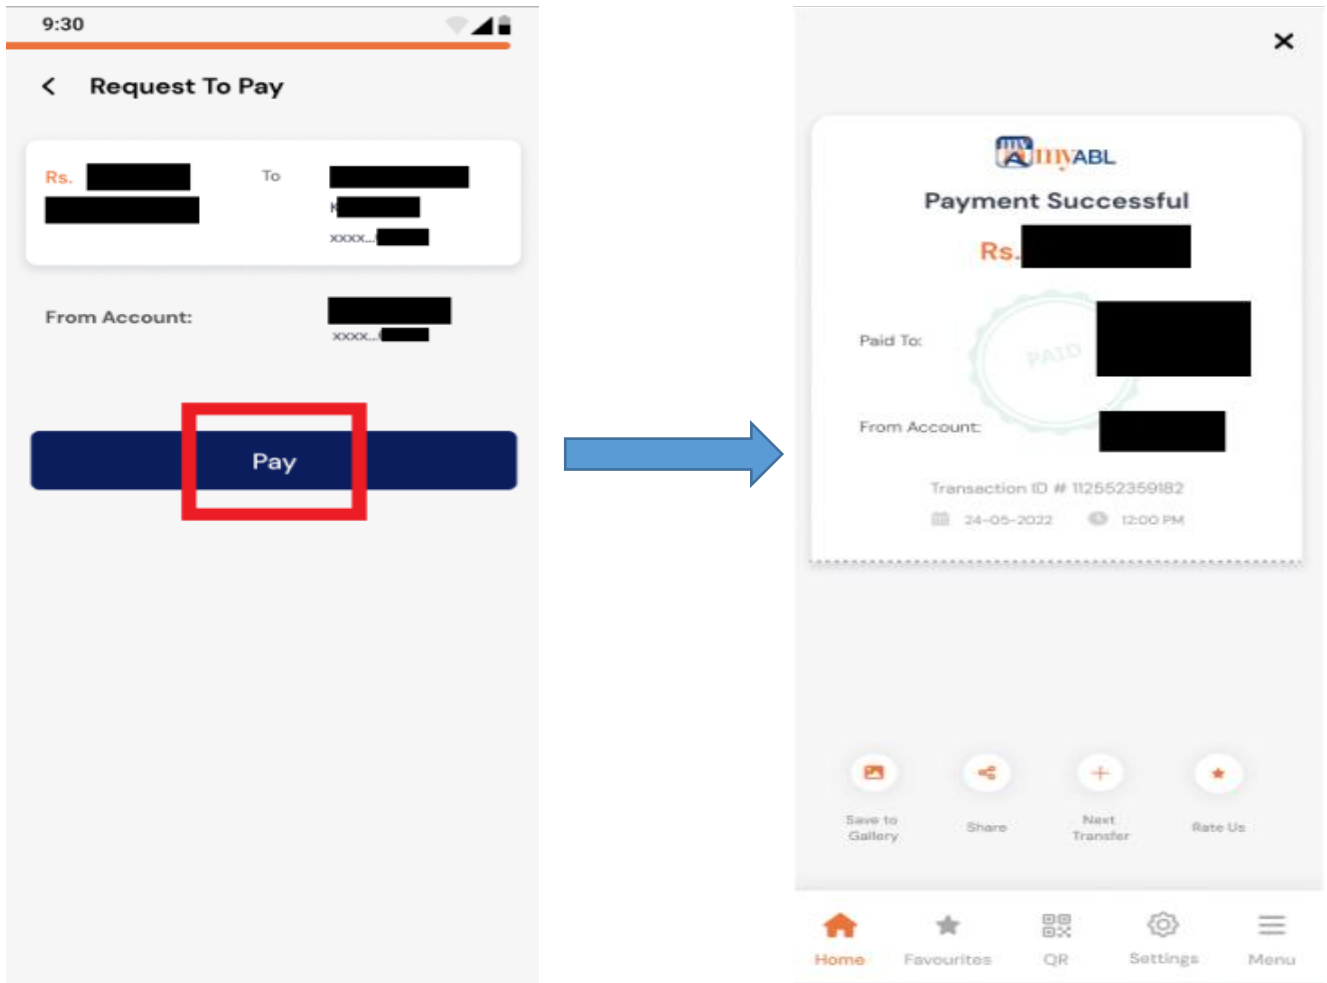 9:30
Request To Pay
Rs.
To
K
xxxx...
From Account:
xxxx...
Pay
myABL
Payment Successful
Rs.
Paid To:
PAID
From Account:
Transaction ID # 112552359182
24-05-2022
12:00 PM
Save to
Gallery
Share
Next
Transfer
Rate Us
Home
Favourites
QR
Settings
Menu